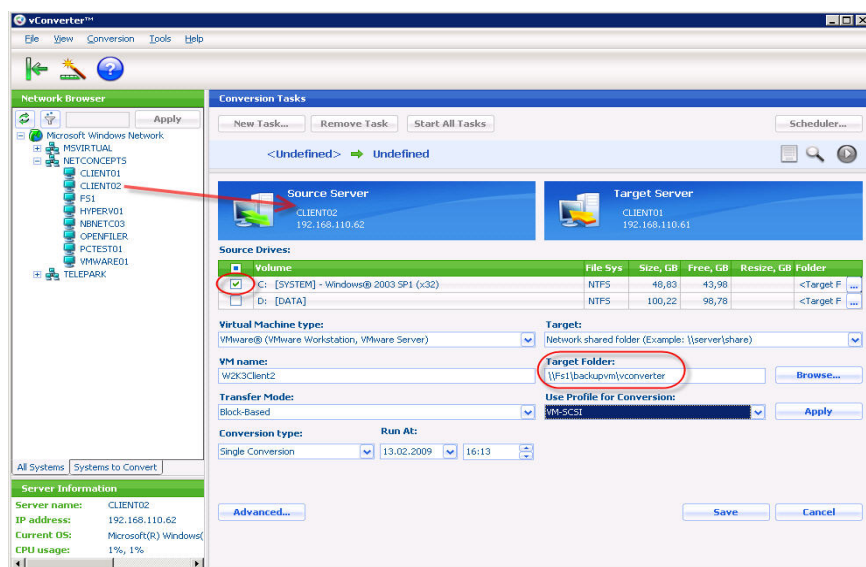 vConverter™
File View Conversion Tools Help
Network Browser
Apply
Microsoft Windows Network
MSVIRTUAL
NETCONCEPTS
CLIENT01
CLIENT02
FS1
HYPERV01
NBNETC03
OPENFILER
PCTEST01
VMWARE01
TELEPARK
All Systems Systems to Convert
Server Information
Server name: CLIENT02
IP address: 192.168.110.62
Current OS: Microsoft(R) Windows(
CPU usage: 1%, 1%
Conversion Tasks
New Task... Remove Task Start All Tasks Scheduler...
<Undefined> Undefined
Source Server
CLIENT02
192.168.110.62
Target Server
CLIENT01
192.168.110.61
Source Drives:
Volume File Sys Size, GB Free, GB Resize, GB Folder
C: [SYSTEM] - Windows® 2003 SP1 (x32) NTFS 48,83 43,98 <Target F ...
D: [DATA] NTFS 100,22 98,78 <Target F ...
Virtual Machine type: Target:
VMware® (VMware Workstation, VMware Server) Network shared folder (Example: \\server\share)
VM name: Target Folder:
W2K3Client2 \\Fs1\backupvm\vconverter Browse...
Transfer Mode: Use Profile for Conversion:
Block-Based VM-SCSI Apply
Conversion type: Run At:
Single Conversion 13.02.2009 16:13
Advanced... Save Cancel